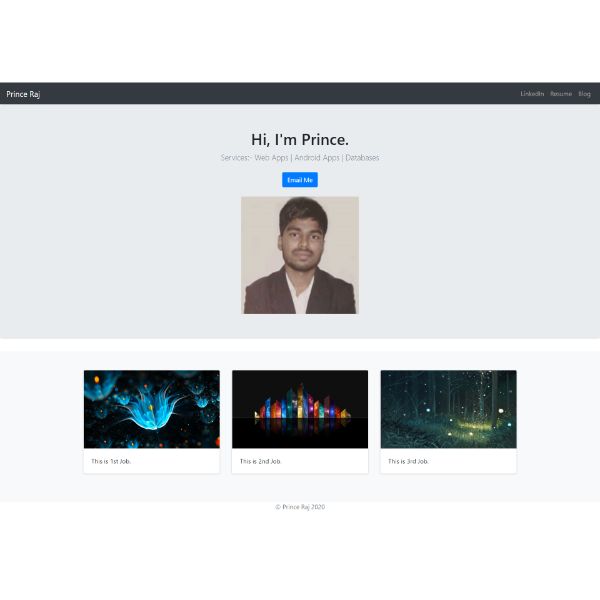 Prince Raj
LinkedIn Resume Blog
Hi, I'm Prince.
Services:- Web Apps | Android Apps | Databases
Email Me
This is 1st Job.
This is 2nd Job.
This is 3rd Job.
© Prince Raj 2020